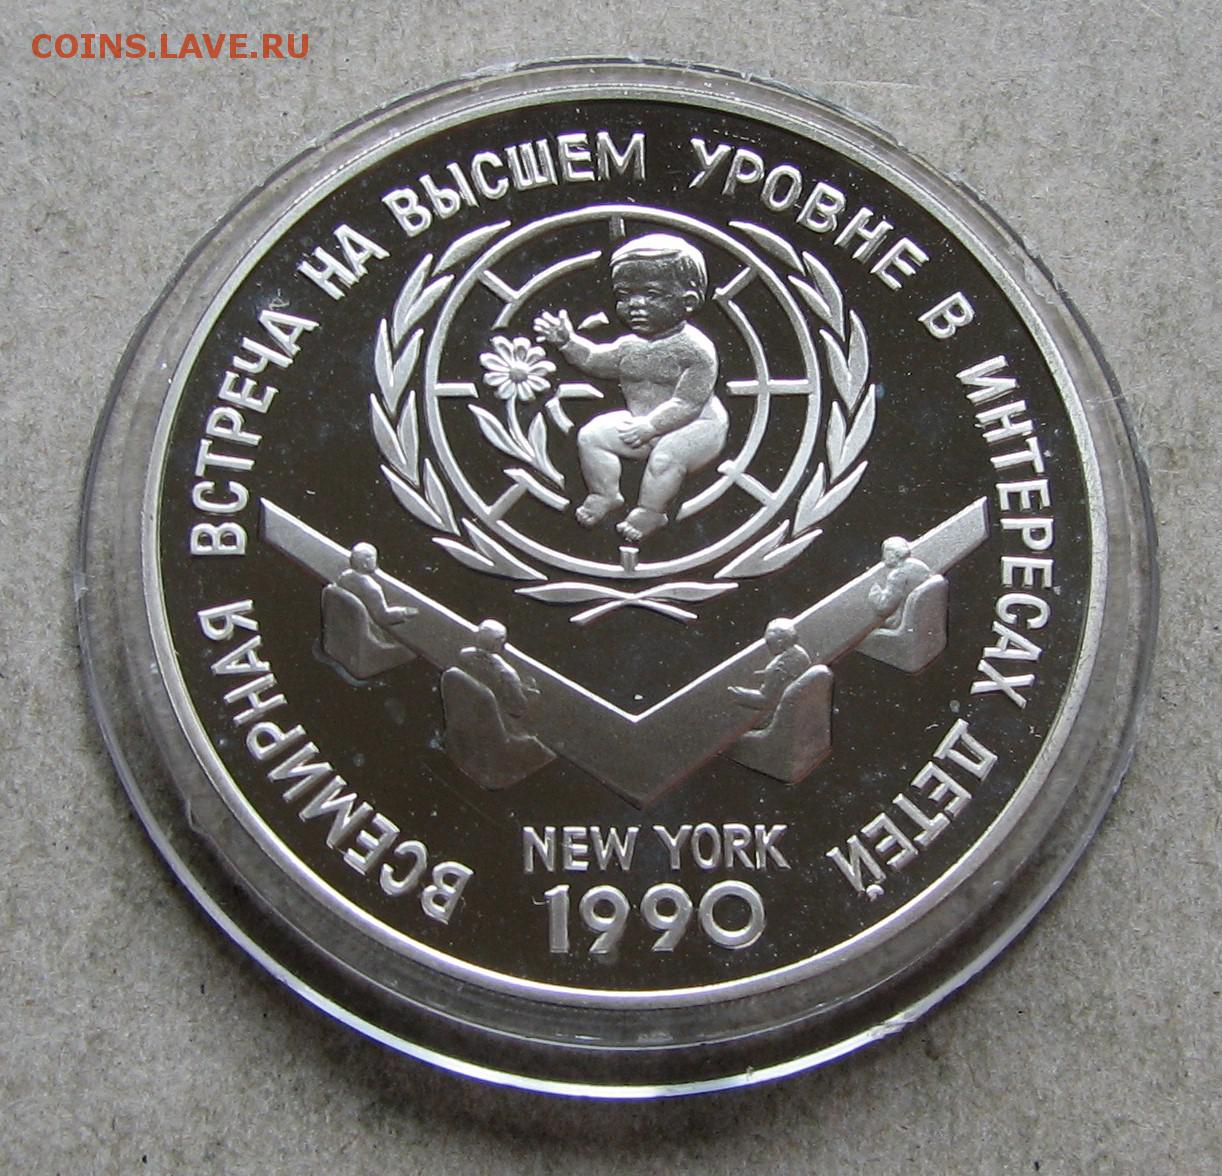 COINS.LAVE.RU
ВСЕМИРНАЯ ВСТРЕЧА НА ВЫСШЕМ УРОВНЕ В ИНТЕРЕСАХ ДЕТЕЙ
NEW YORK
1990